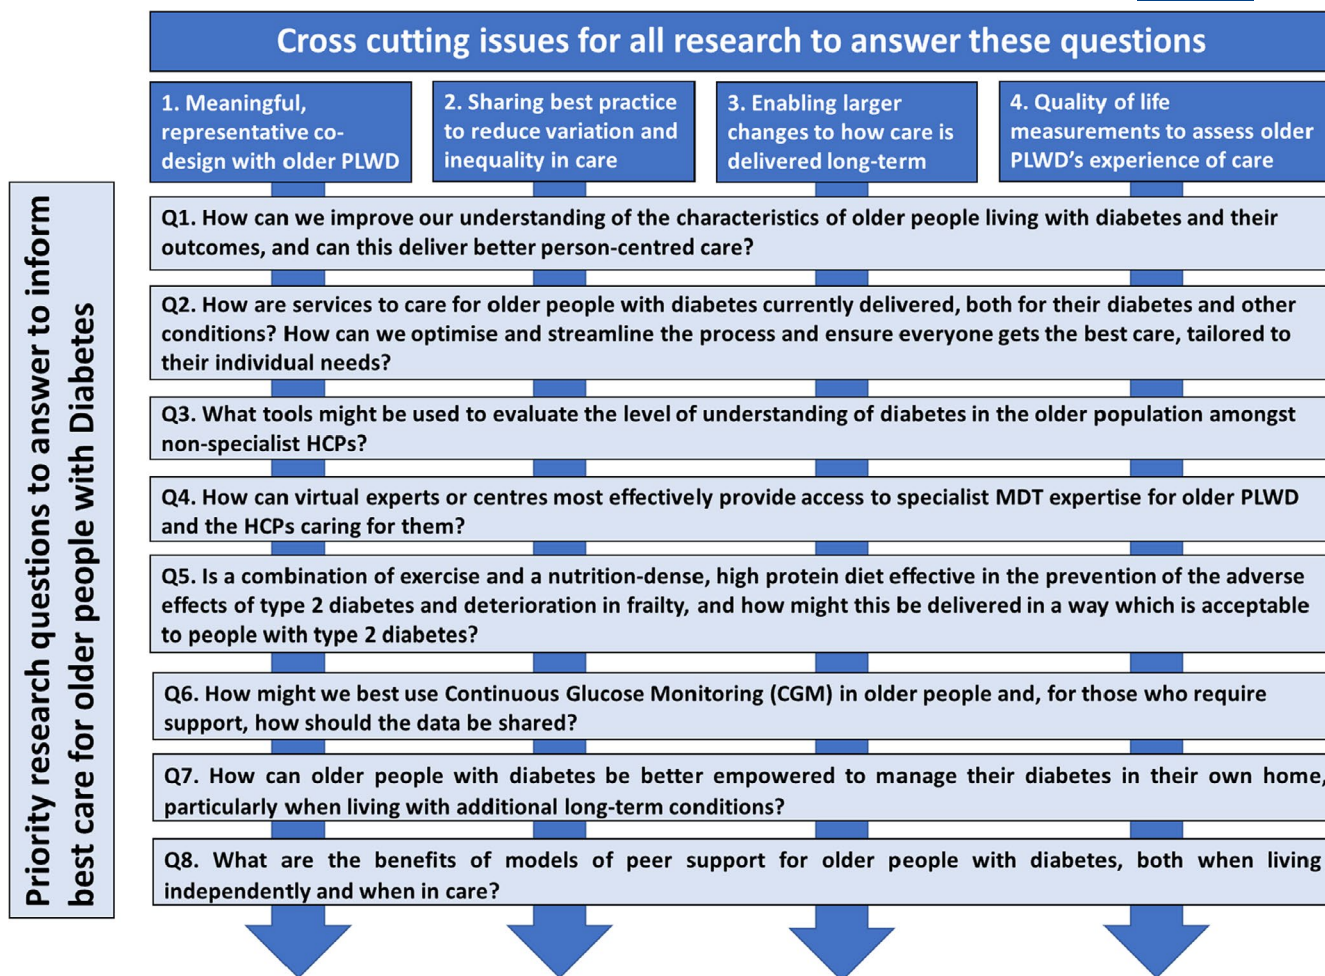 Cross cutting issues for all research to answer these questions
1. Meaningful,
representative co-
design with older PLWD
2. Sharing best practice
to reduce variation and
inequality in care
3. Enabling larger
changes to how care is
delivered long-term
4. Quality of life
measurements to assess older
PLWD's experience of care
Priority research questions to answer to inform
best care for older people with Diabetes
Q1. How can we improve our understanding of the characteristics of older people living with diabetes and their
outcomes, and can this deliver better person-centred care?
Q2. How are services to care for older people with diabetes currently delivered, both for their diabetes and other
conditions? How can we optimise and streamline the process and ensure everyone gets the best care, tailored to
their individual needs?
Q3. What tools might be used to evaluate the level of understanding of diabetes in the older population amongst
non-specialist HCPs?
Q4. How can virtual experts or centres most effectively provide access to specialist MDT expertise for older PLWD
and the HCPs caring for them?
Q5. Is a combination of exercise and a nutrition-dense, high protein diet effective in the prevention of the adverse
effects of type 2 diabetes and deterioration in frailty, and how might this be delivered in a way which is acceptable
to people with type 2 diabetes?
Q6. How might we best use Continuous Glucose Monitoring (CGM) in older people and, for those who require
support, how should the data be shared?
Q7. How can older people with diabetes be better empowered to manage their diabetes in their own home,
particularly when living with additional long-term conditions?
Q8. What are the benefits of models of peer support for older people with diabetes, both when living
independently and when in care?